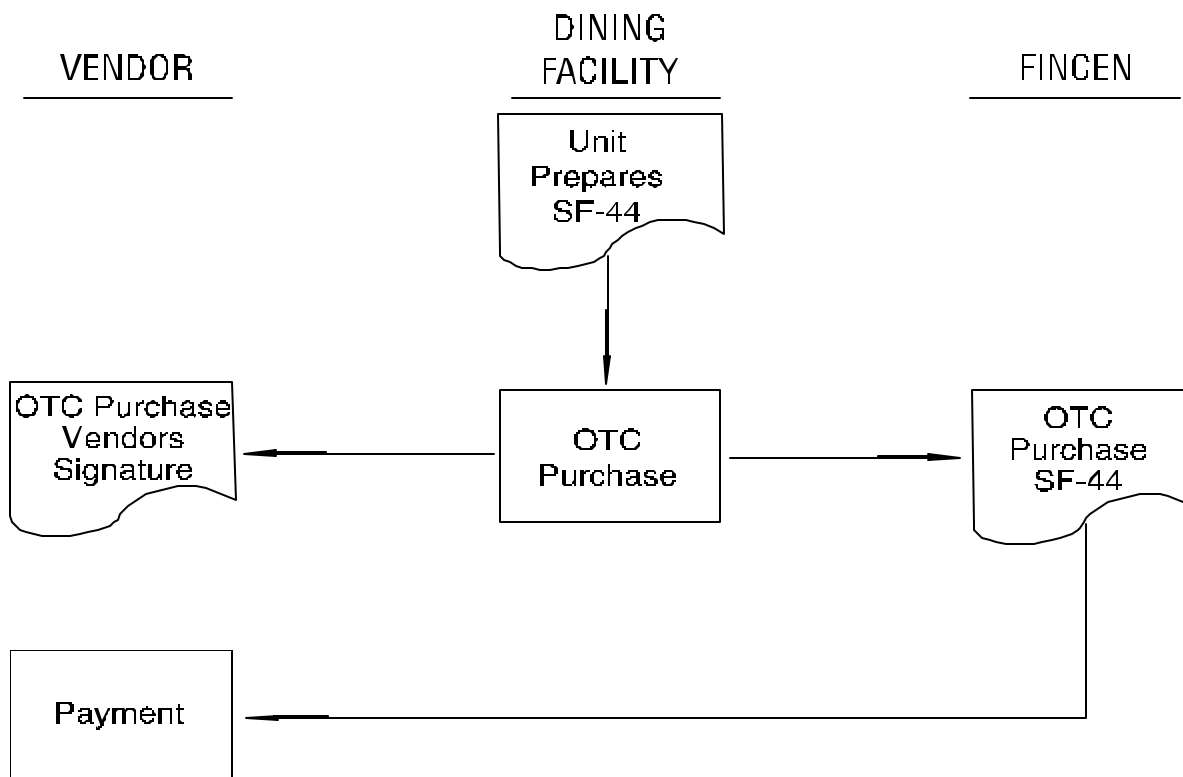 VENDOR
DINING
FACILITY
FINCEN
Unit
Prepares
SF-44
OTC Purchase
Vendors
Signature
OTC
Purchase
OTC
Purchase
SF-44
Payment